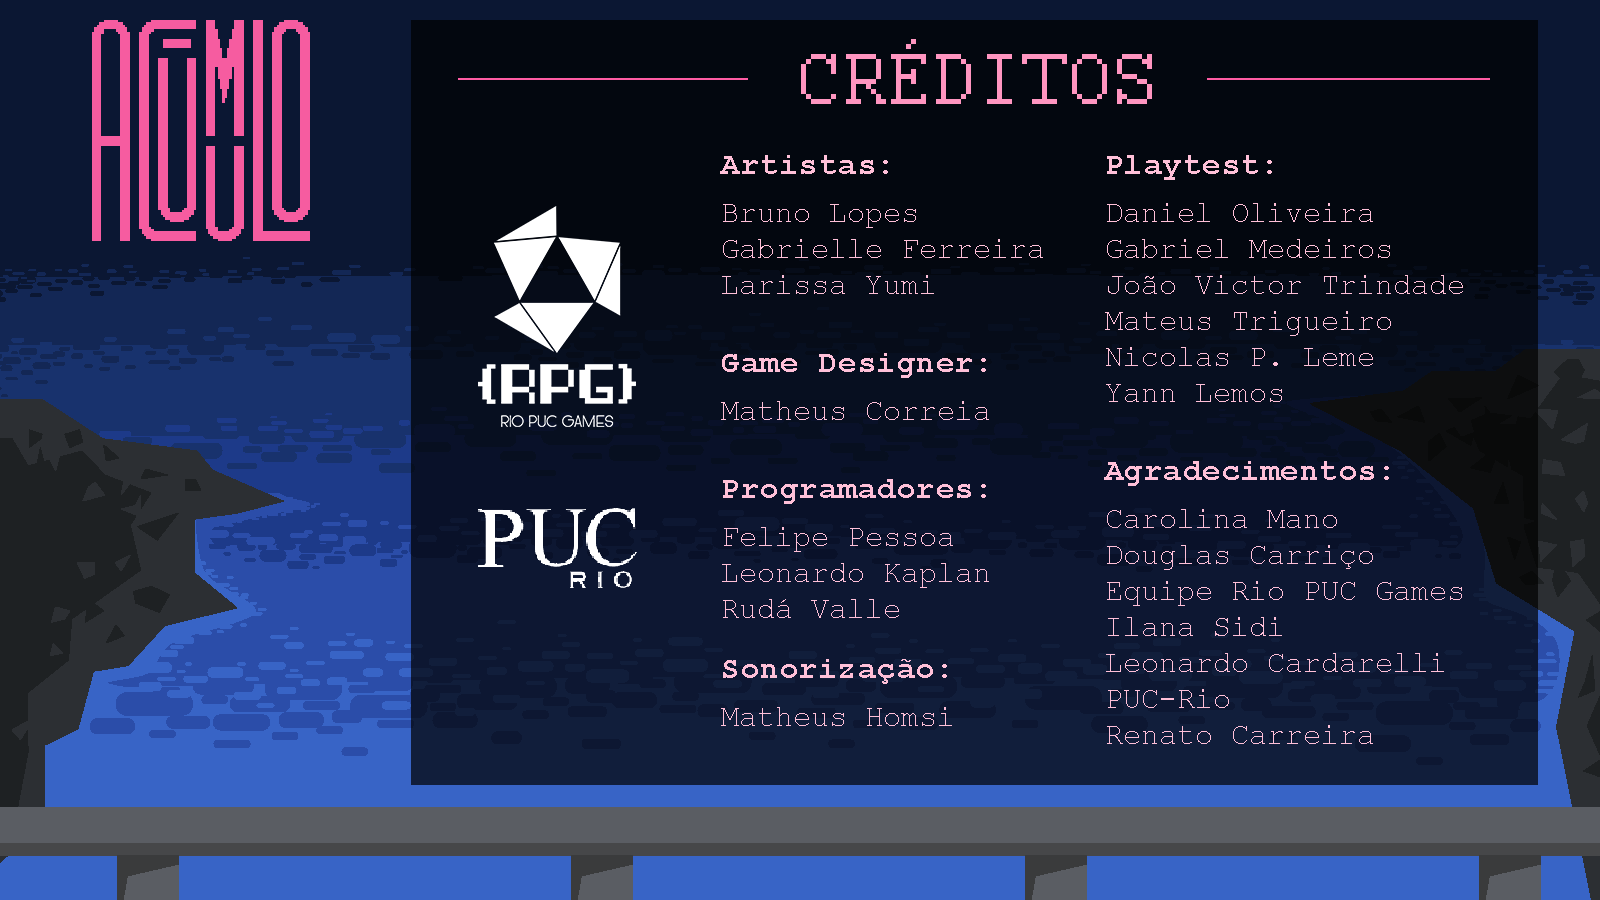 ACÚMULO
CRÉDITOS
{RPG}
RIO PUC GAMES
PUC
RIO
Artistas:
Bruno Lopes
Gabrielle Ferreira
Larissa Yumi
Game Designer:
Matheus Correia
Programadores:
Felipe Pessoa
Leonardo Kaplan
Rudá Valle
Sonorização:
Matheus Homsi
Playtest:
Daniel Oliveira
Gabriel Medeiros
João Victor Trindade
Mateus Trigueiro
Nicolas P. Leme
Yann Lemos
Agradecimentos:
Carolina Mano
Douglas Carriço
Equipe Rio PUC Games
Ilana Sidi
Leonardo Cardarelli
PUC-Rio
Renato Carreira